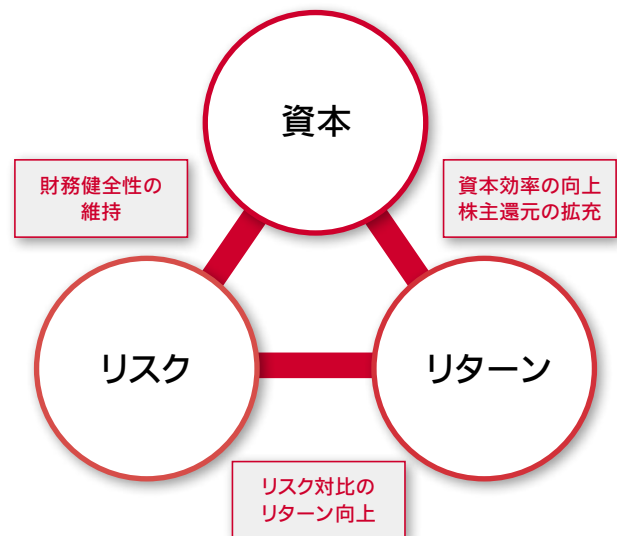 資本
財務健全性の
維持
資本効率の向上
株主還元の拡充
リスク
リターン
リスク対比の
リターン向上